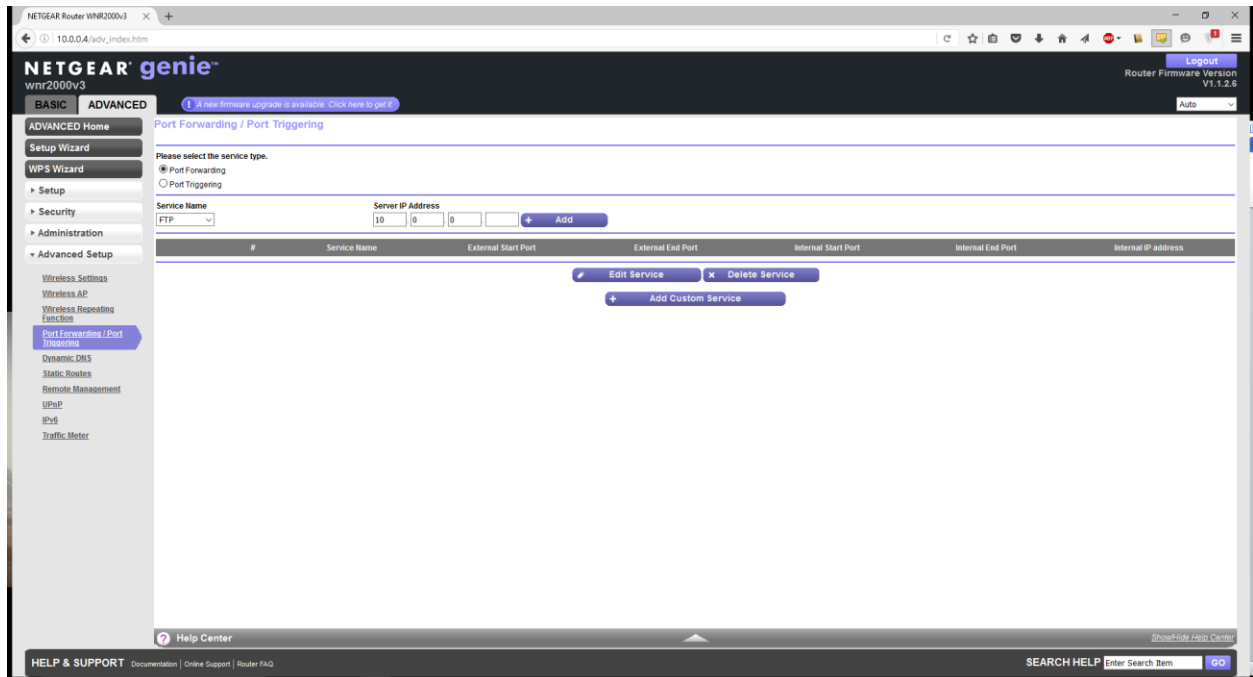 NETGEAR Router WNR2000v3
10.0.0.4/adv_index.htm
ABP
1
NETGEAR® genie™
wnr2000v3
Logout
Router Firmware Version
V1.1.2.6
BASIC
ADVANCED
A new firmware upgrade is available. Click here to get it.
Auto
ADVANCED Home
Setup Wizard
WPS Wizard
Setup
Security
Administration
Advanced Setup
Wireless Settings
Wireless AP
Wireless Repeating
Function
Port Forwarding / Port
Triggering
Dynamic DNS
Static Routes
Remote Management
UPnP
IPv6
Traffic Meter
Port Forwarding / Port Triggering
Please select the service type.
Port Forwarding
Port Triggering
Service Name Server IP Address
FTP 10 . 0 . 0 . + Add
# Service Name External Start Port External End Port Internal Start Port Internal End Port Internal IP address
Edit Service x Delete Service
+ Add Custom Service
? Help Center Show/Hide Help Center
HELP & SUPPORT Documentation | Online Support | Router FAQ SEARCH HELP Enter Search Item GO